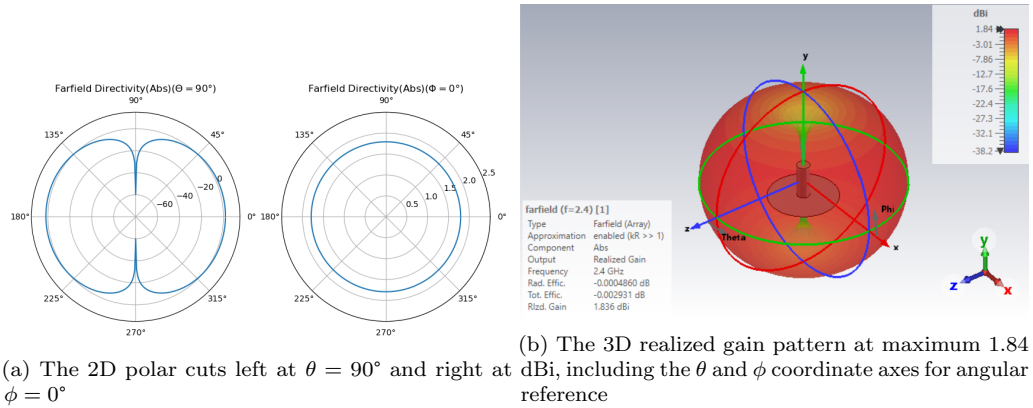 Farfield Directivity(Abs)(Θ = 90°)
90°
135°
45°
180°
0°
225°
315°
270°
0
−20
−40
−60
Farfield Directivity(Abs)(Φ = 0°)
90°
135°
45°
180°
0°
225°
315°
270°
0.5
1.0
1.5
2.0
2.5
(a) The 2D polar cuts left at θ = 90° and right at
ϕ = 0°
dBi
1.84
-3.01
-7.86
-12.7
-17.6
-22.4
-27.3
-32.1
-38.2
y
z
x
Theta
Phi
farfield (f=2.4) [1]
Type Farfield (Array)
Approximation enabled (kR >> 1)
Component Abs
Output Realized Gain
Frequency 2.4 GHz
Rad. Effic. -0.0004860 dB
Tot. Effic. -0.002931 dB
Rlzd. Gain 1.836 dBi
y
z
x
(b) The 3D realized gain pattern at maximum 1.84
dBi, including the θ and ϕ coordinate axes for angular
reference